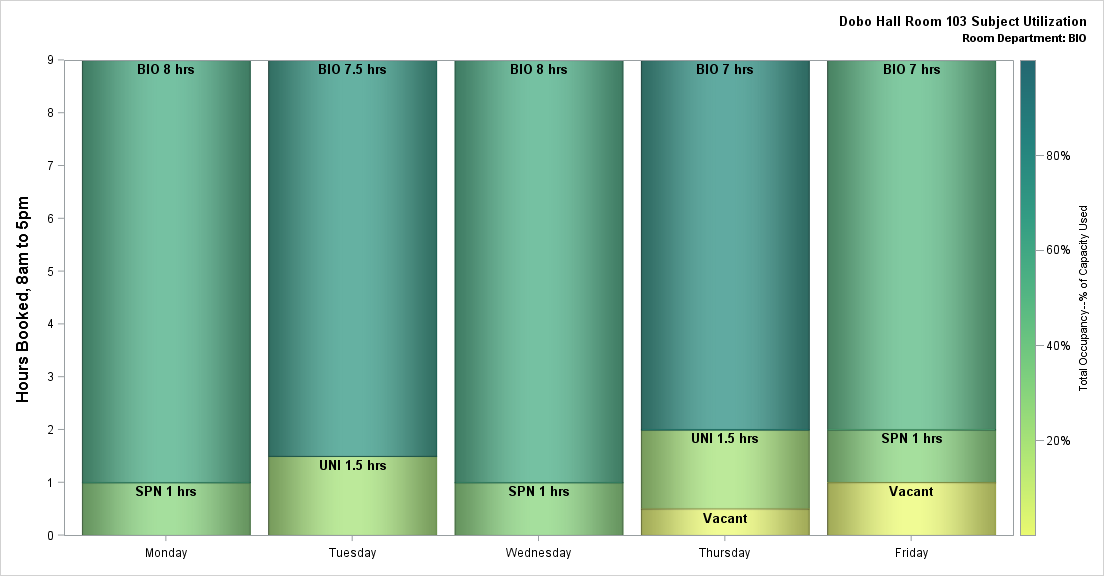 Dobo Hall Room 103 Subject Utilization
Room Department: BIO
Hours Booked, 8am to 5pm
9
8
7
6
5
4
3
2
1
0
BIO 8 hrs
SPN 1 hrs
BIO 7.5 hrs
UNI 1.5 hrs
BIO 8 hrs
SPN 1 hrs
BIO 7 hrs
UNI 1.5 hrs
Vacant
BIO 7 hrs
SPN 1 hrs
Vacant
Monday
Tuesday
Wednesday
Thursday
Friday
80%
60%
40%
20%
Total Occupancy--% of Capacity Used